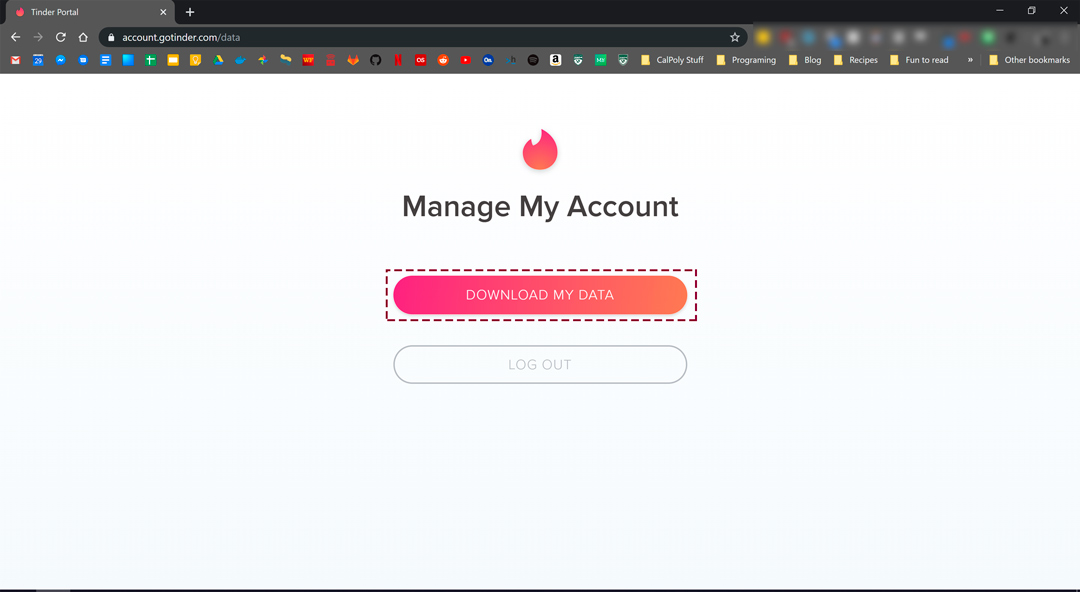 Tinder Portal
account.gotinder.com/data
CalPoly Stuff Programing Blog Recipes Fun to read » Other bookmarks
Manage My Account
DOWNLOAD MY DATA
LOG OUT